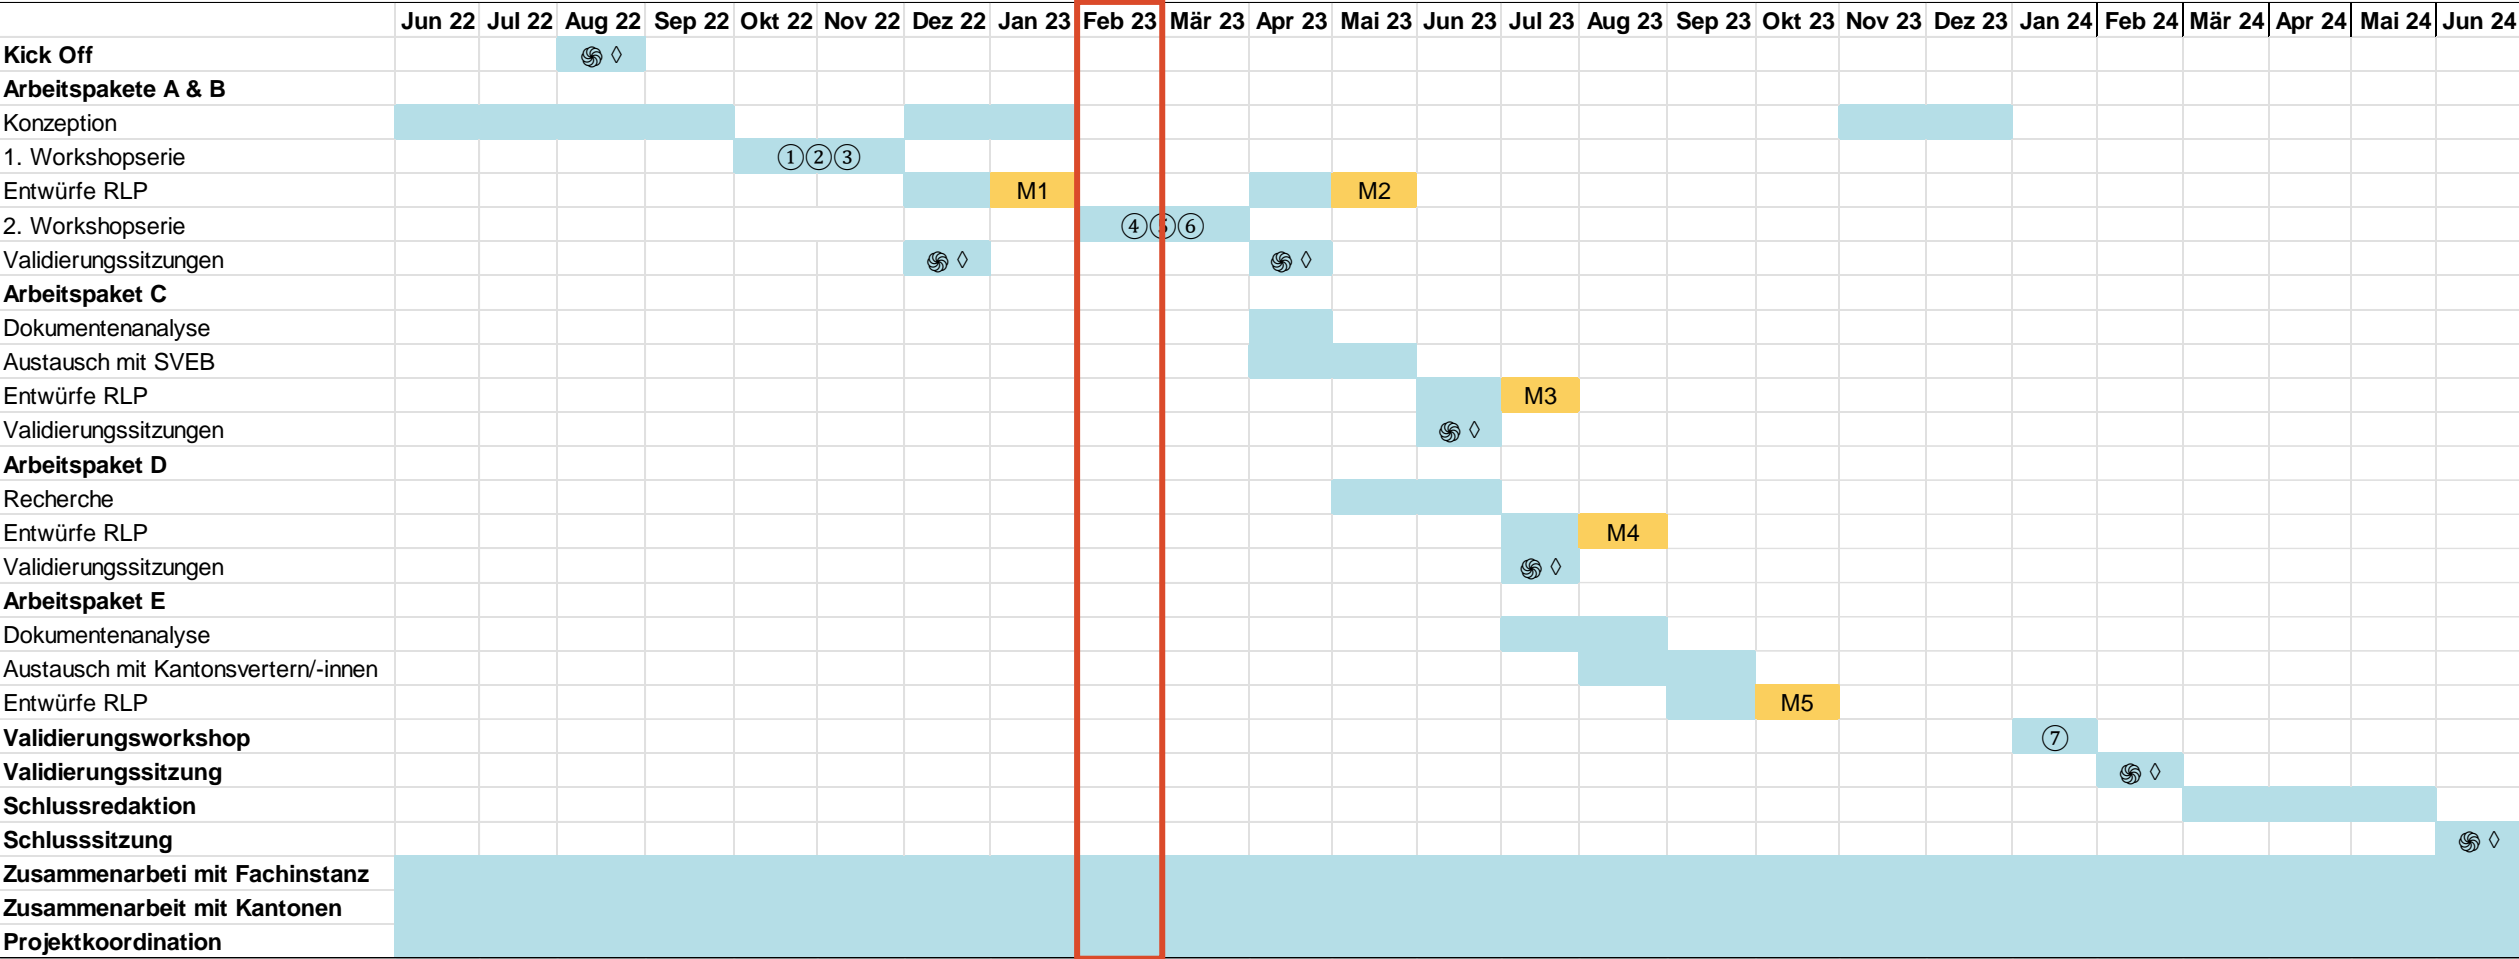 Jun 22 Jul 22 Aug 22 Sep 22 Okt 22 Nov 22 Dez 22 Jan 23 Feb 23 Mär 23 Apr 23 Mai 23 Jun 23 Jul 23 Aug 23 Sep 23 Okt 23 Nov 23 Dez 23 Jan 24 Feb 24 Mär 24 Apr 24 Mai 24 Jun 24
Kick Off ֍ ◊
Arbeitspakete A & B
Konzeption
1. Workshopserie ①②③
Entwürfe RLP M1 M2
2. Workshopserie ④⑤⑥
Validierungssitzungen ֍ ◊ ֍ ◊
Arbeitspaket C
Dokumentenanalyse
Austausch mit SVEB
Entwürfe RLP M3
Validierungssitzungen ֍ ◊
Arbeitspaket D
Recherche
Entwürfe RLP M4
Validierungssitzungen ֍ ◊
Arbeitspaket E
Dokumentenanalyse
Austausch mit Kantonsvertern/-innen
Entwürfe RLP M5
Validierungsworkshop ⑦
Validierungssitzung ֍ ◊
Schlussredaktion
Schlusssitzung ֍ ◊
Zusammenarbeti mit Fachinstanz
Zusammenarbeit mit Kantonen
Projektkoordination